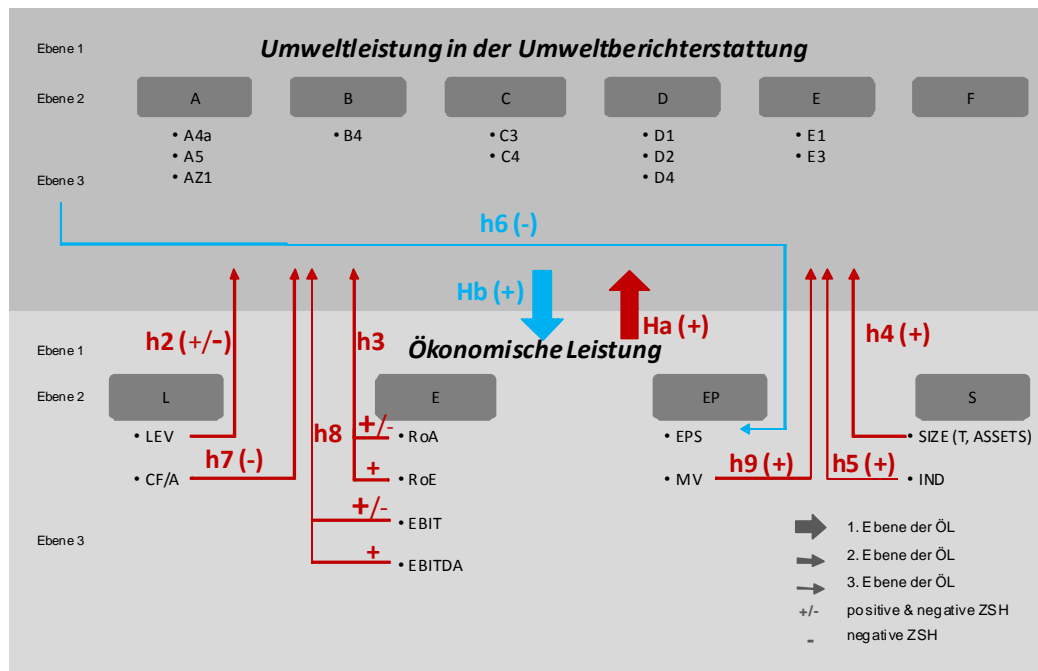 Ebene 1
Umweltleistung in der Umweltberichterstattung
Ebene 2
A
B
C
D
E
F
• A4a
• A5
• AZ1
• B4
• C3
• C4
• D1
• D2
• D4
• E1
• E3
Ebene 3
h6 (-)
Hb (+)
Ha (+)
h2 (+/-)
h3
h4 (+)
Ebene 1
Ökonomische Leistung
Ebene 2
L
E
EP
S
• LEV
h7 (-)
• CF/A
h8
+/-
• RoA
+
• RoE
+/-
• EBIT
+
• EBITDA
• EPS
• MV
h9 (+)
h5 (+)
• SIZE (T, ASSETS)
• IND
Ebene 3
1. Ebene der ÖL
2. Ebene der ÖL
3. Ebene der ÖL
+/- positive & negative ZSH
- negative ZSH